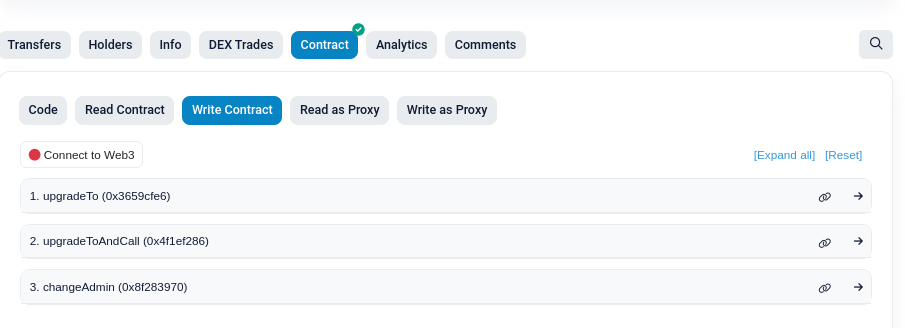 Transfers Holders Info DEX Trades Contract Analytics Comments
Code Read Contract Write Contract Read as Proxy Write as Proxy
Connect to Web3 [Expand all] [Reset]
1. upgradeTo (0x3659cfe6)
2. upgradeToAndCall (0x4f1ef286)
3. changeAdmin (0x8f283970)